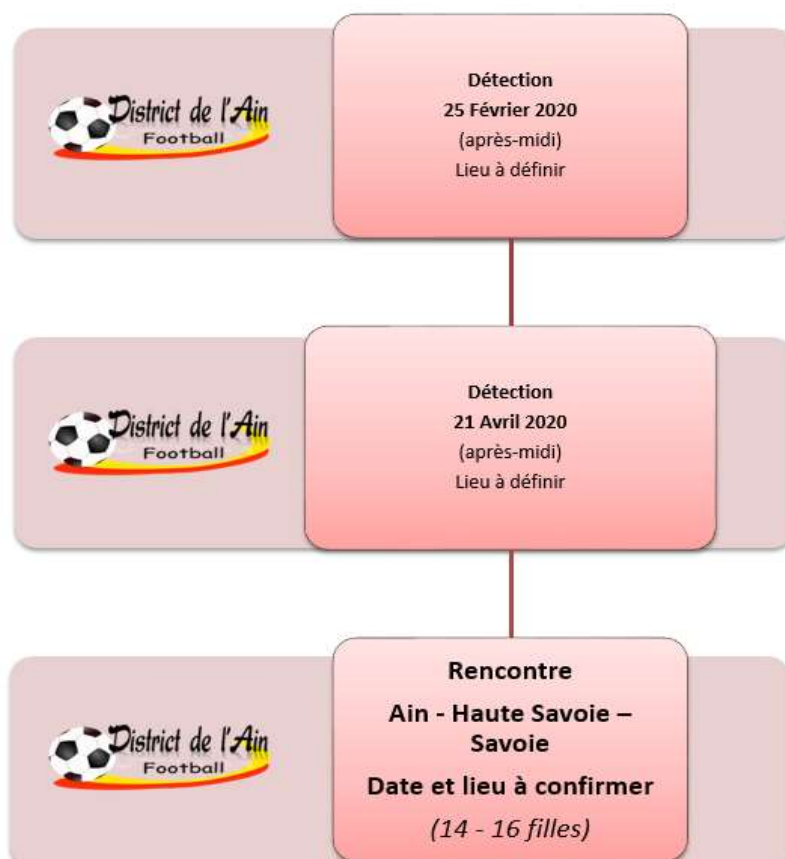 District de l'Ain
Football
Détection
25 Février 2020
(après-midi)
Lieu à définir
District de l'Ain
Football
Détection
21 Avril 2020
(après-midi)
Lieu à définir
District de l'Ain
Football
Rencontre
Ain - Haute Savoie –
Savoie
Date et lieu à confirmer
(14 - 16 filles)